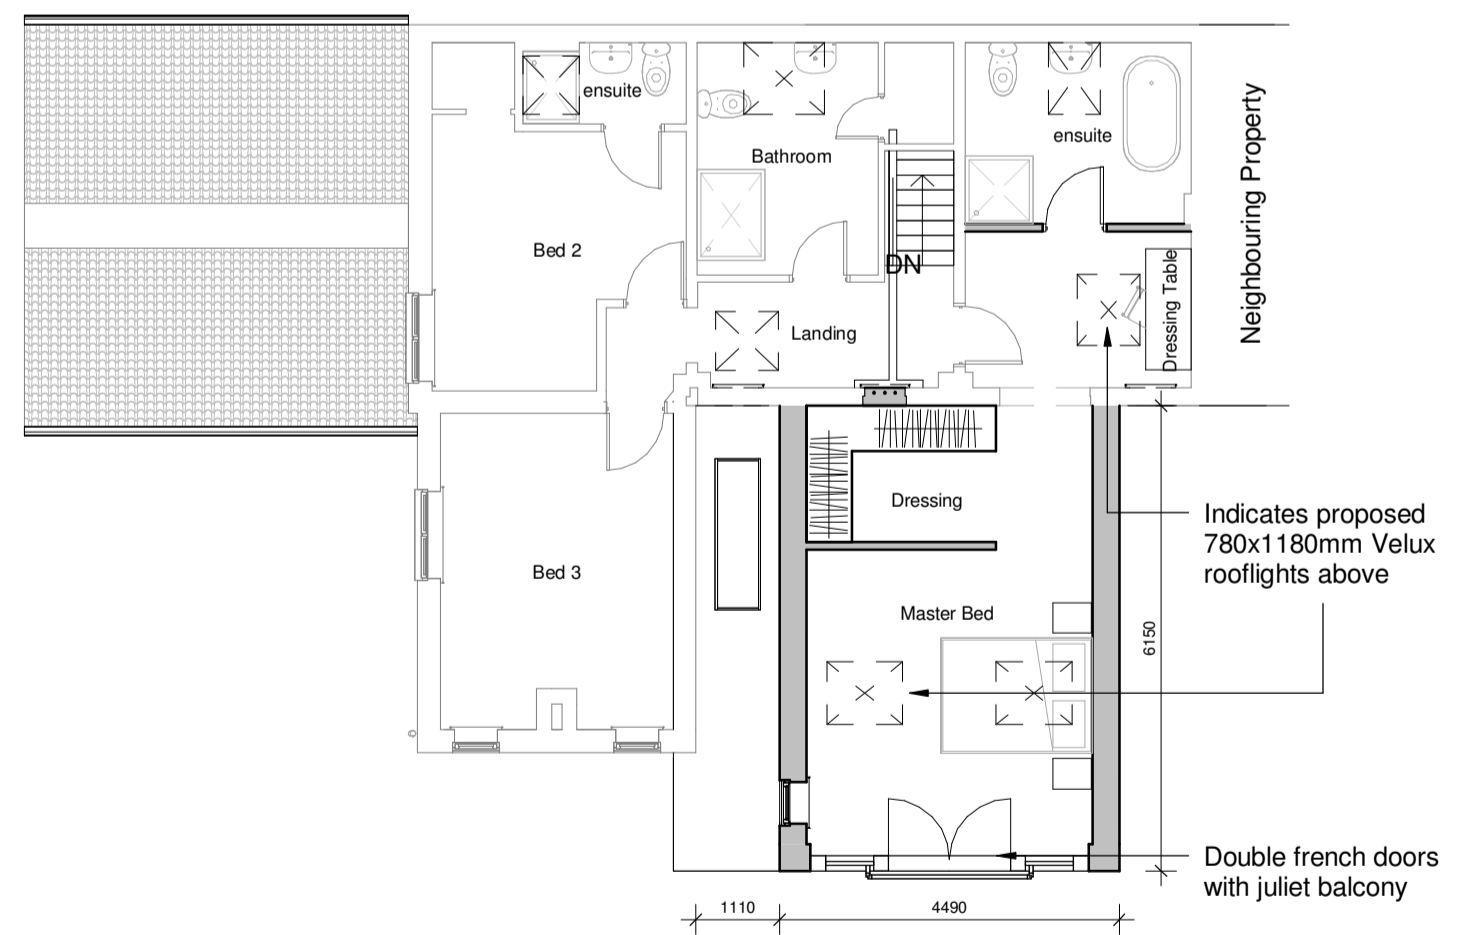 ensuite
Bathroom
ensuite
Bed 2
DN
Landing
Dressing Table
Neighbouring Property
Dressing
Indicates proposed
780x1180mm Velux
rooflights above
Bed 3
Master Bed
6150
Double french doors
with juliet balcony
1110
4490